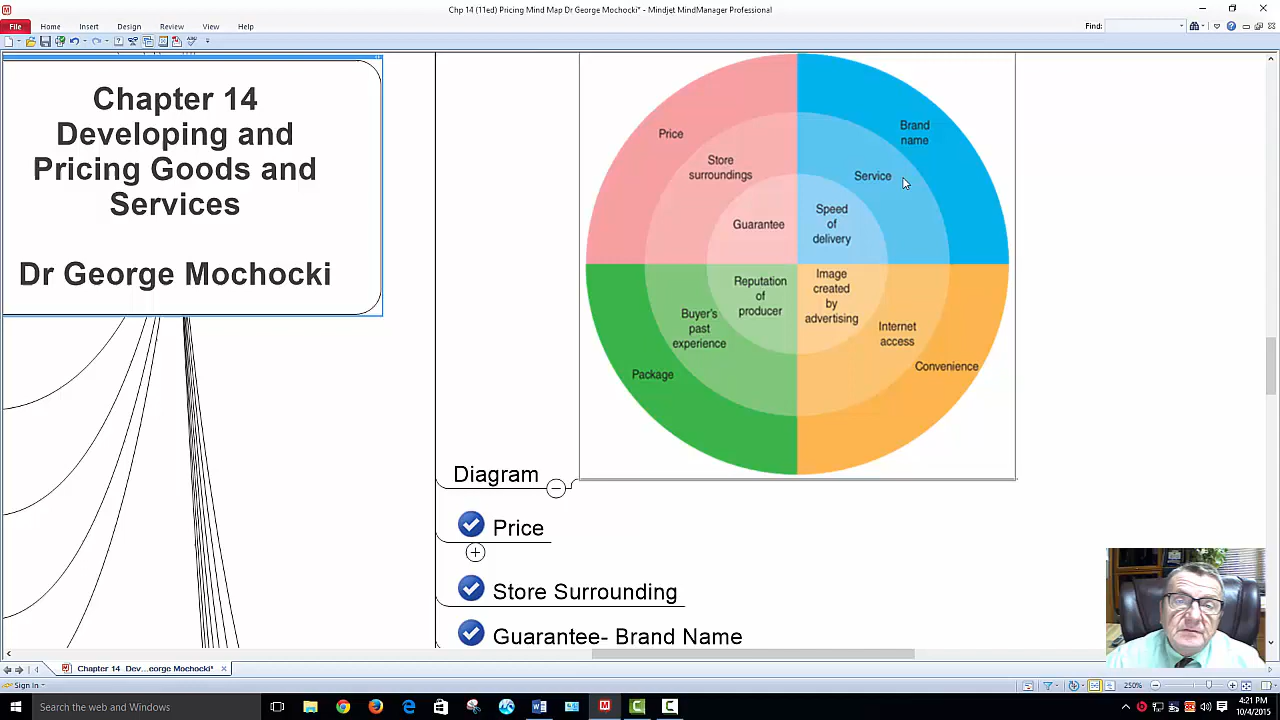 Chp 14 (11ed) Pricing Mind Map Dr George Mochocki* - Mindjet MindManager Professional
File Home Insert Design Review View Help
Find:
Chapter 14
Developing and
Pricing Goods and
Services
Dr George Mochocki
Price
Store
surroundings
Guarantee
Brand
name
Service
Speed
of
delivery
Reputation
of
producer
Buyer's
past
experience
Package
Image
created
by
advertising
Internet
access
Convenience
Diagram
Price
Store Surrounding
Guarantee- Brand Name
Chapter 14 Dev...eorge Mochocki*
Sign In
250%
Search the web and Windows
4:21 PM
10/4/2015